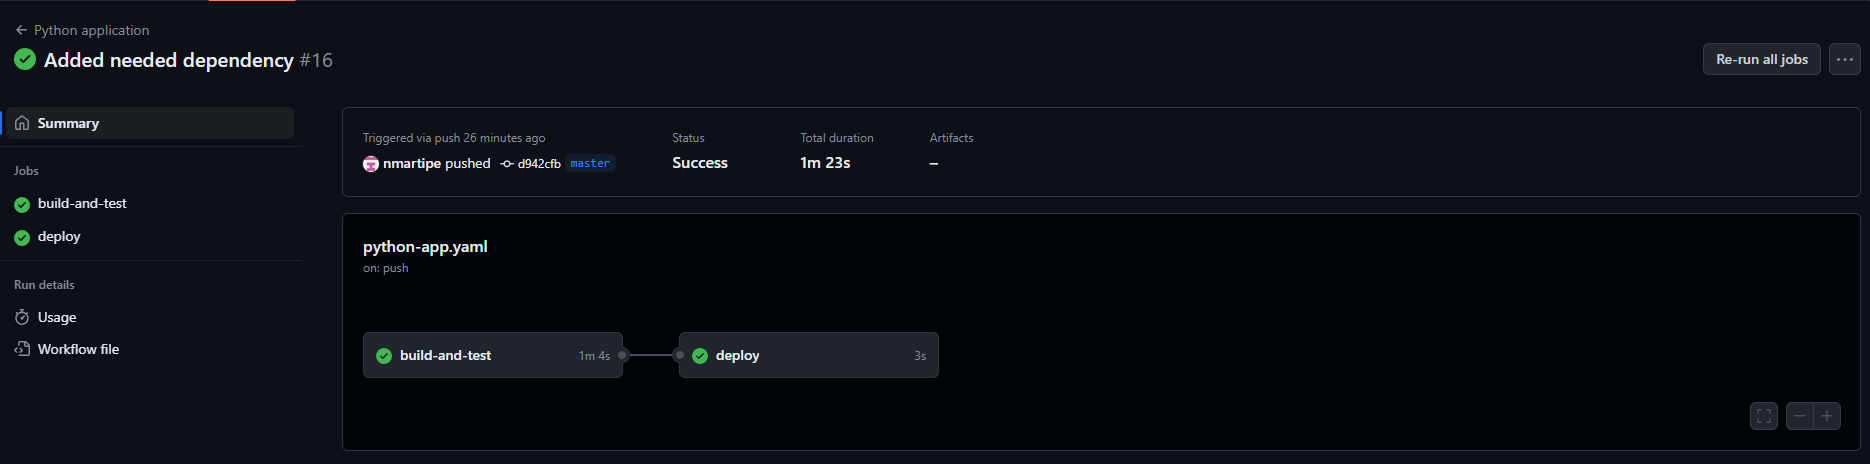 Python application
Added needed dependency #16
Re-run all jobs
Summary
Jobs
build-and-test
deploy
Run details
Usage
Workflow file
Triggered via push 26 minutes ago
nmartipe pushed d942cfb master
Status
Success
Total duration
1m 23s
Artifacts
–
python-app.yaml
on: push
build-and-test 1m 4s
deploy 3s